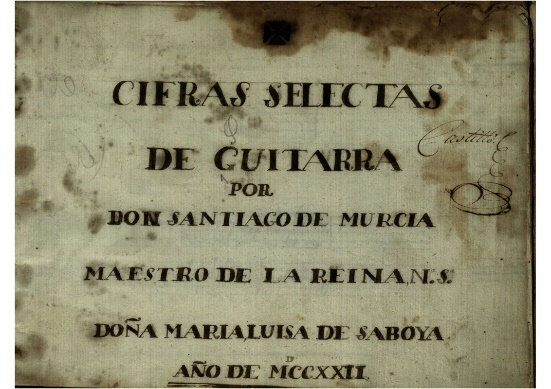 CIFRAS SELECTAS
Castillo
DE GUITARRA
POR
DON SANTIAGO DE MURCIA
MAESTRO DE LA REINA N.S.
DOÑA MARIA LUISA DE SABOYA
AÑO DE MDCCXXII